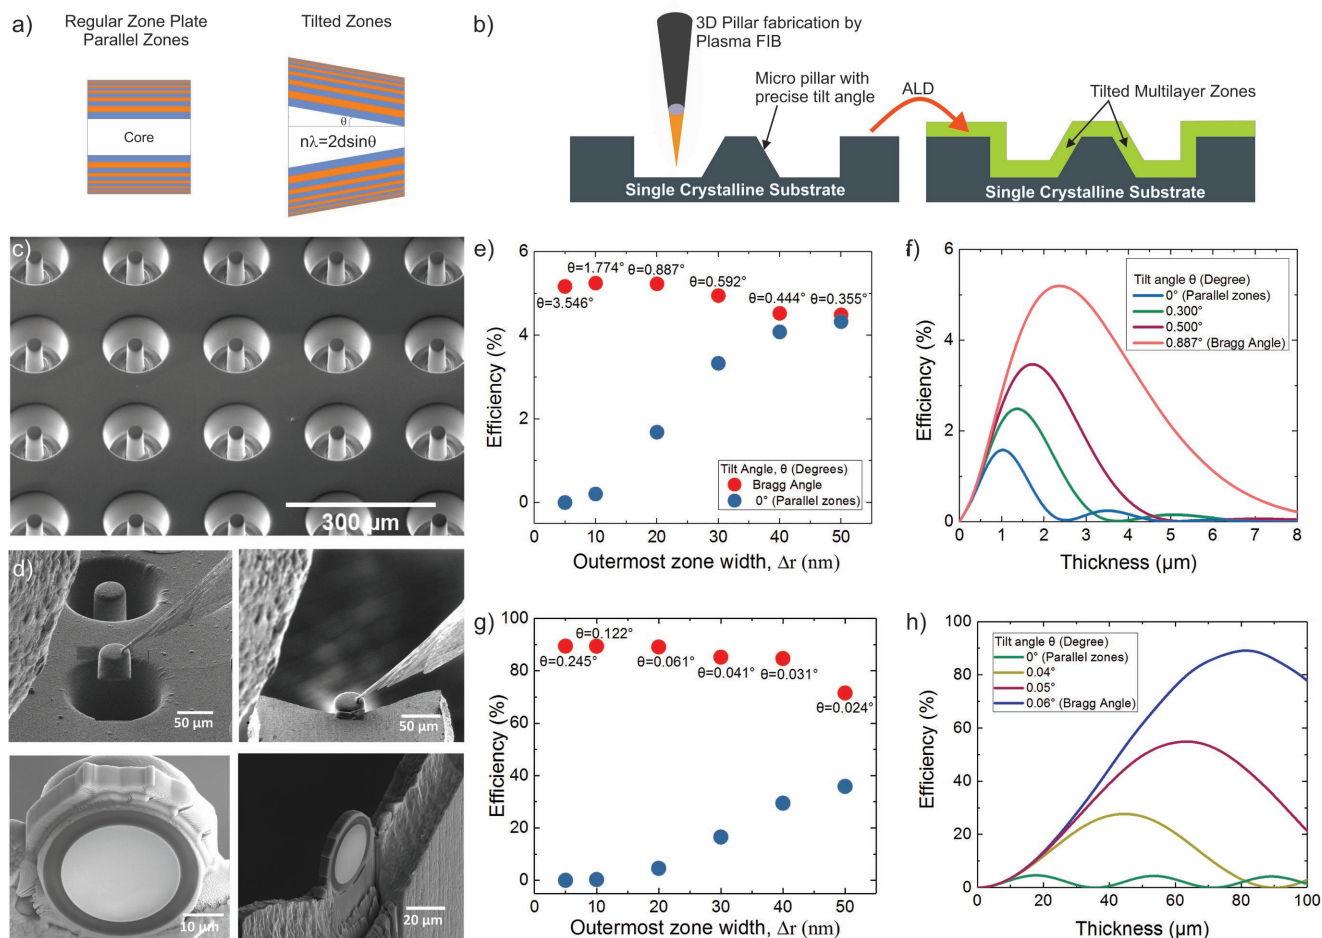 a)
Regular Zone Plate
Parallel Zones
Tilted Zones
Core
θ
nλ=2dsinθ
b)
3D Pillar fabrication by
Plasma FIB
Micro pillar with
precise tilt angle
ALD
Tilted Multilayer Zones
Single Crystalline Substrate
Single Crystalline Substrate
c)
300 µm
d)
50 µm
50 µm
10 µm
20 µm
e)
Efficiency (%)
6
4
2
0
θ=3.546°
θ=1.774°
θ=0.887°
θ=0.592°
θ=0.444°
θ=0.355°
Tilt Angle, θ (Degrees)
Bragg Angle
0° (Parallel zones)
0 10 20 30 40 50
Outermost zone width, Δr (nm)
f)
Efficiency (%)
6
4
2
0
Tilt angle θ (Degree)
0° (Parallel zones)
0.300°
0.500°
0.887° (Bragg Angle)
0 1 2 3 4 5 6 7 8
Thickness (µm)
g)
Efficiency (%)
100
80
60
40
20
0
θ=0.245°
θ=0.122°
θ=0.061°
θ=0.041°
θ=0.031°
θ=0.024°
0 10 20 30 40 50
Outermost zone width, Δr (nm)
h)
Efficiency (%)
100
80
60
40
20
0
Tilt angle θ (Degree)
0° (Parallel zones)
0.04°
0.05°
0.06° (Bragg Angle)
0 20 40 60 80 100
Thickness (µm)